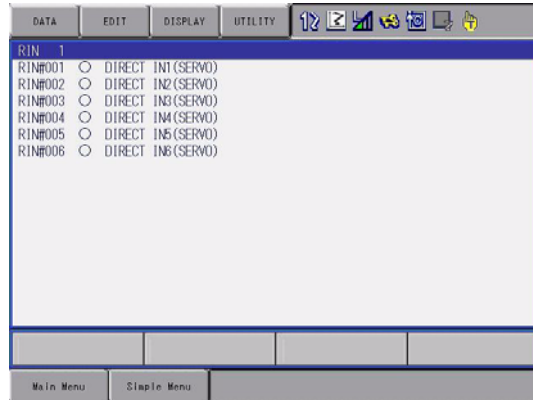 DATA EDIT DISPLAY UTILITY
RIN 1
RIN#001 ○ DIRECT IN1(SERVO)
RIN#002 ○ DIRECT IN2(SERVO)
RIN#003 ○ DIRECT IN3(SERVO)
RIN#004 ○ DIRECT IN4(SERVO)
RIN#005 ○ DIRECT IN5(SERVO)
RIN#006 ○ DIRECT IN6(SERVO)
Main Menu Simple Menu